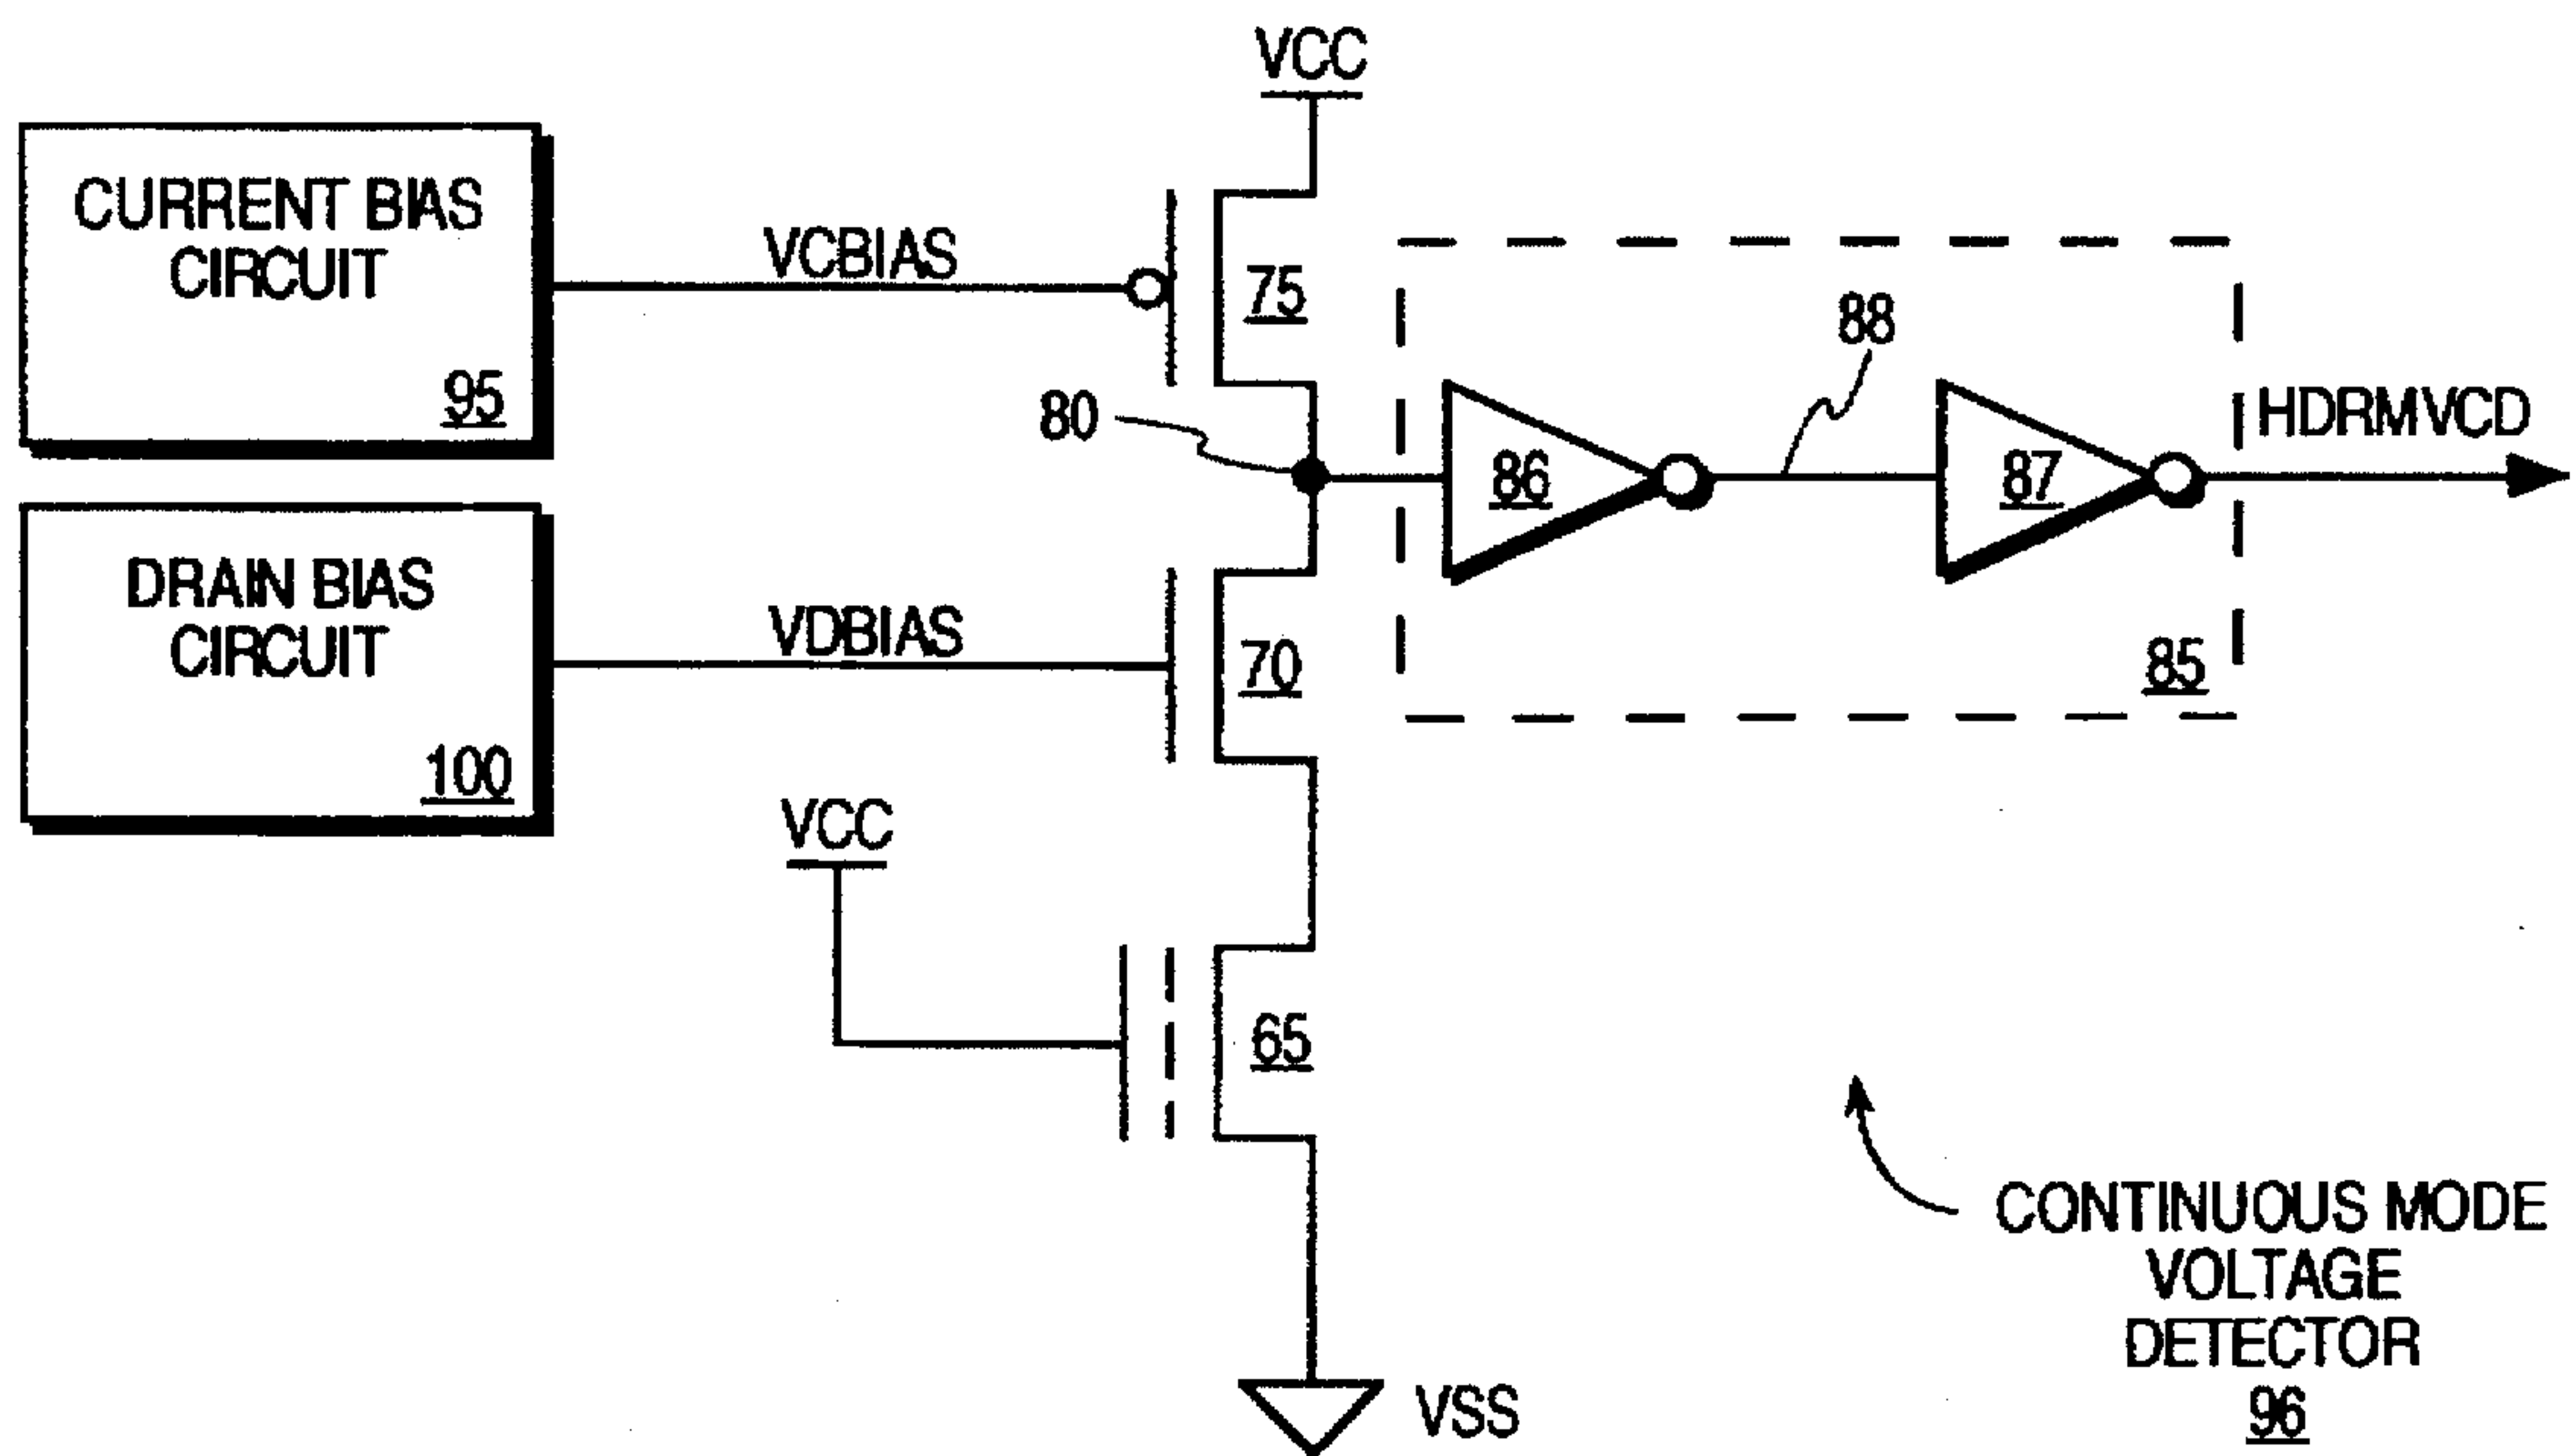 VCC
CURRENT BIAS
CIRCUIT
95
VCBIAS
75
88
80
86
87
HDRMVCD
85
DRAIN BIAS
CIRCUIT
100
VDBIAS
70
VCC
65
VSS
CONTINUOUS MODE
VOLTAGE
DETECTOR
96